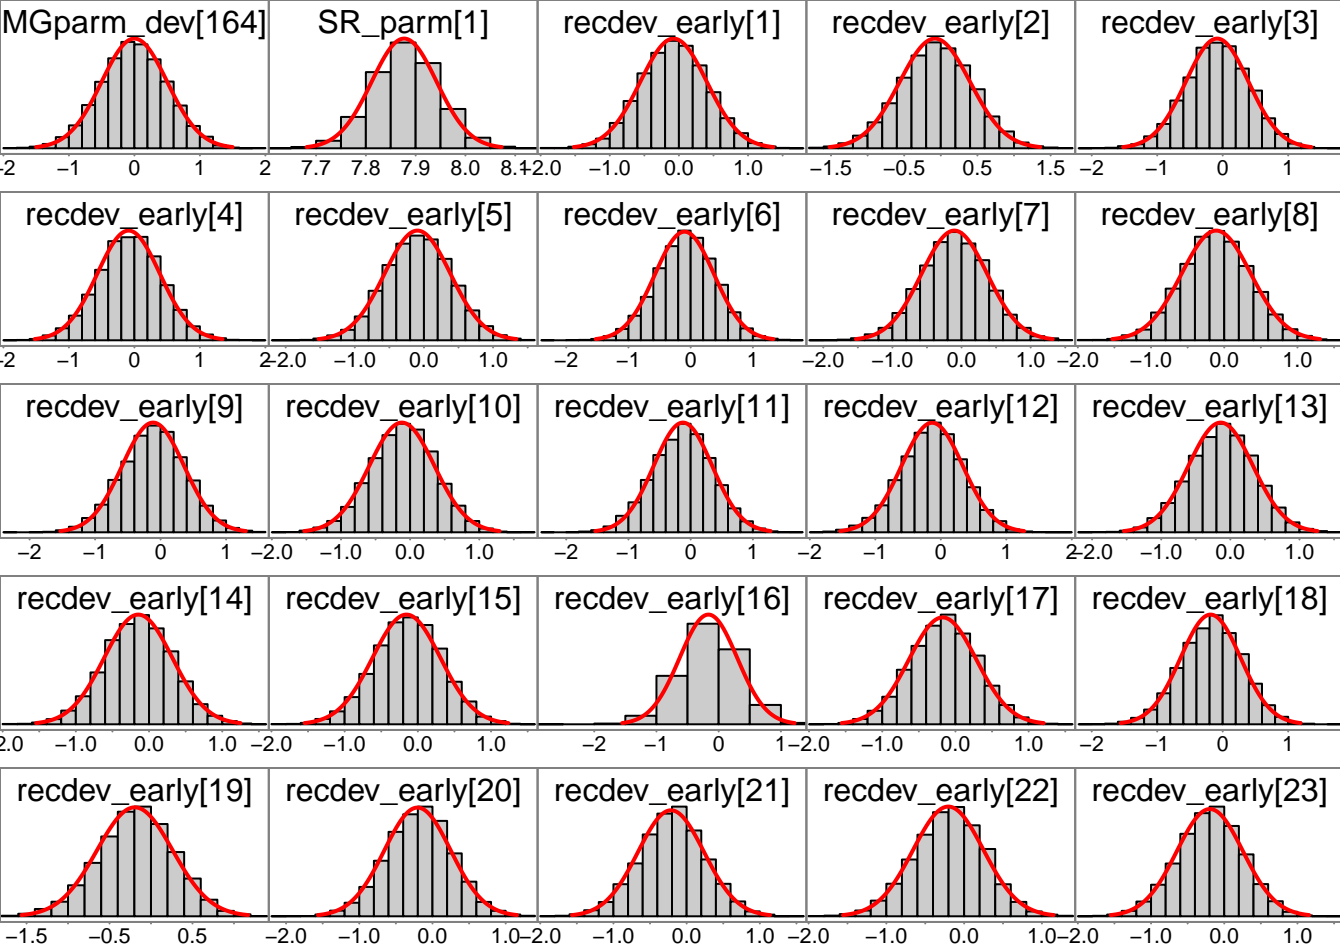 MGparm_dev[164] SR_parm[1] recdev_early[1] recdev_early[2] recdev_early[3]
−2 −1 0 1 2 7.7 7.8 7.9 8.0 8.1 −2.0 −1.0 0.0 1.0 −1.5 −0.5 0.5 1.5 −2 −1 0 1
recdev_early[4] recdev_early[5] recdev_early[6] recdev_early[7] recdev_early[8]
−2 −1 0 1 2 −2.0 −1.0 0.0 1.0 −2 −1 0 1 −2.0 −1.0 0.0 1.0 −2.0 −1.0 0.0 1.0
recdev_early[9] recdev_early[10] recdev_early[11] recdev_early[12] recdev_early[13]
−2 −1 0 1 −2.0 −1.0 0.0 1.0 −2 −1 0 1 −2 −1 0 1 2 −2.0 −1.0 0.0 1.0
recdev_early[14] recdev_early[15] recdev_early[16] recdev_early[17] recdev_early[18]
−2.0 −1.0 0.0 1.0 −2.0 −1.0 0.0 1.0 −2 −1 0 1 −2.0 −1.0 0.0 1.0 −2 −1 0 1
recdev_early[19] recdev_early[20] recdev_early[21] recdev_early[22] recdev_early[23]
−1.5 −0.5 0.5 −2.0 −1.0 0.0 1.0 −2.0 −1.0 0.0 1.0 −2.0 −1.0 0.0 1.0 −2.0 −1.0 0.0 1.0